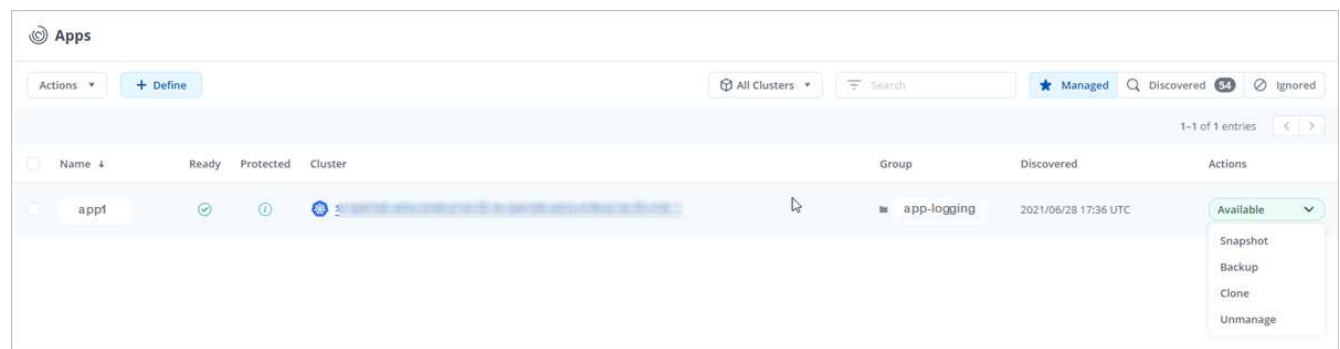 Apps
Actions + Define All Clusters Search Managed Discovered 54 Ignored
1-1 of 1 entries
Name Ready Protected Cluster Group Discovered Actions
app1 app-logging 2021/06/28 17:36 UTC Available
Snapshot
Backup
Clone
Unmanage